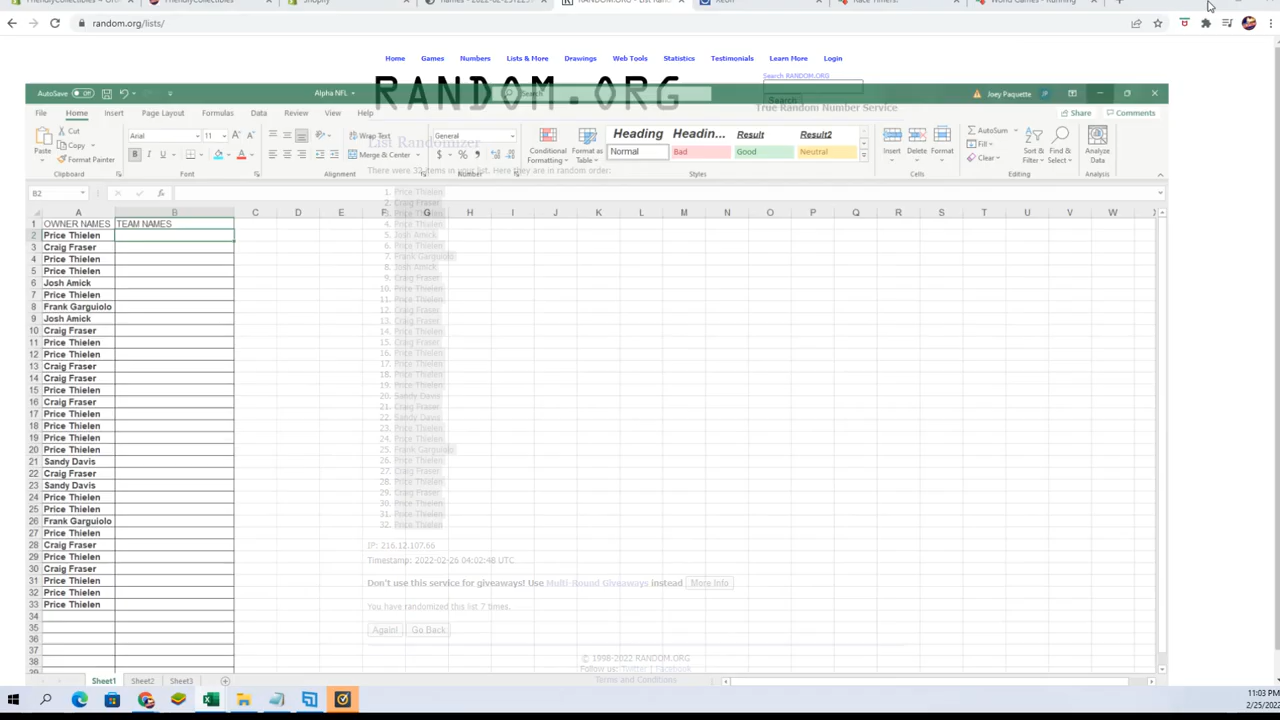 FriendlyCollectibles
Shopify
RANDOM.ORG - List Ran
Race Timers!
World Games - Running
random.org/lists/
Home Games Numbers Lists & More Drawings Web Tools Statistics Testimonials Learn More Login
Search RANDOM.ORG
RANDOM.ORG
AutoSave Off Alpha NFL Joey Paquette
Search
True Random Number Service
File Home Insert Page Layout Formulas Data Review View Help Share Comments
Paste Cut Copy Format Painter Clipboard
Arial 11 Font
Wrap Text Merge & Center Alignment
General Number
Conditional Formatting Format as Table
Heading Headin... Result Result2
Normal Bad Good Neutral
Styles
Insert Delete Format Cells
AutoSum Fill Clear Sort & Filter Find & Select Editing
Analyze Data Analysis
List Randomizer
There were 32 items in your list. Here they are in random order:
B2 fx
A B C D E F G H I J K L M N O P Q R S T U V W
1 OWNER NAMES TEAM NAMES
2 Price Thielen
3 Craig Fraser
4 Price Thielen
5 Price Thielen
6 Josh Amick
7 Price Thielen
8 Frank Garguiolo
9 Josh Amick
10 Craig Fraser
11 Price Thielen
12 Price Thielen
13 Craig Fraser
14 Craig Fraser
15 Price Thielen
16 Craig Fraser
17 Price Thielen
18 Price Thielen
19 Price Thielen
20 Price Thielen
21 Sandy Davis
22 Craig Fraser
23 Sandy Davis
24 Price Thielen
25 Price Thielen
26 Frank Garguiolo
27 Price Thielen
28 Craig Fraser
29 Price Thielen
30 Craig Fraser
31 Price Thielen
32 Price Thielen
33 Price Thielen
34
35
36
37
38
1. Price Thielen
2. Craig Fraser
3. Price Thielen
4. Price Thielen
5. Josh Amick
6. Price Thielen
7. Frank Garguiolo
8. Josh Amick
9. Craig Fraser
10. Price Thielen
11. Price Thielen
12. Craig Fraser
13. Craig Fraser
14. Price Thielen
15. Craig Fraser
16. Price Thielen
17. Price Thielen
18. Price Thielen
19. Price Thielen
20. Sandy Davis
21. Craig Fraser
22. Sandy Davis
23. Price Thielen
24. Price Thielen
25. Frank Garguiolo
26. Price Thielen
27. Craig Fraser
28. Price Thielen
29. Craig Fraser
30. Price Thielen
31. Price Thielen
32. Price Thielen
IP: 216.12.107.66
Timestamp: 2022-02-26 04:02:48 UTC
Don't use this service for giveaways! Use Multi-Round Giveaways instead More Info
You have randomized this list 7 times.
Again! Go Back
© 1998-2022 RANDOM.ORG
Follow us: Twitter | Facebook
Terms and Conditions
Sheet1 Sheet2 Sheet3
11:03 PM
2/25/2022